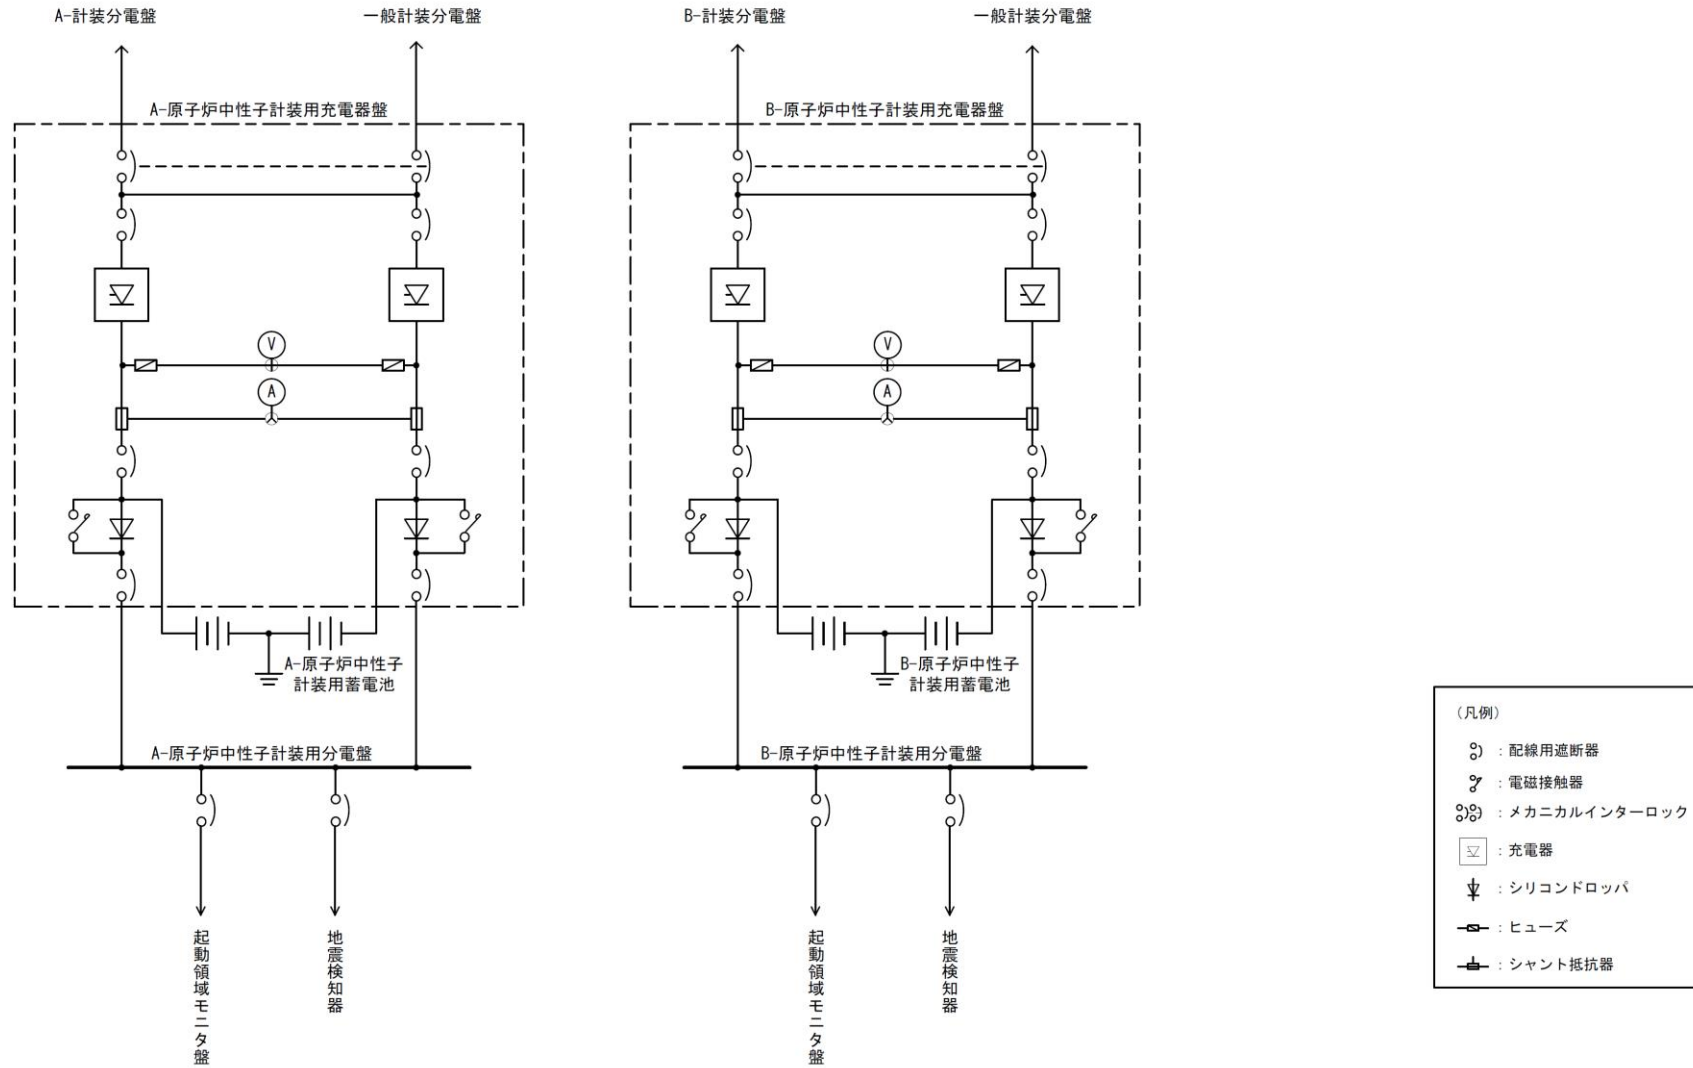 A-計装分電盤
一般計装分電盤
B-計装分電盤
一般計装分電盤
A-原子炉中性子計装用充電器盤
B-原子炉中性子計装用充電器盤
V
V
A
A
A-原子炉中性子
計装用蓄電池
B-原子炉中性子
計装用蓄電池
A-原子炉中性子計装用分電盤
B-原子炉中性子計装用分電盤
起動領域モニタ盤
地震検知器
起動領域モニタ盤
地震検知器
(凡例)
:配線用遮断器
:電磁接触器
:メカニカルインターロック
:充電器
:シリコンドロッパ
:ヒューズ
:シャント抵抗器